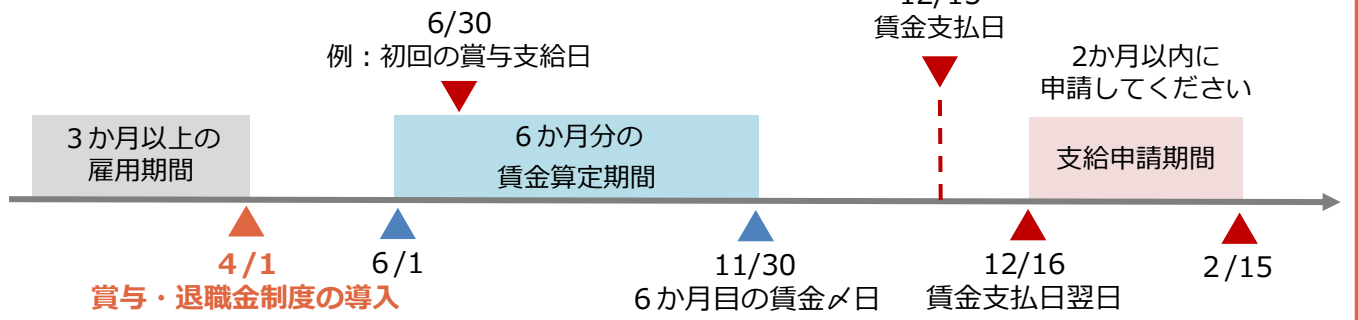 6/30
例：初回の賞与支給日
12/15
賃金支払日
2か月以内に
申請してください
３か月以上の
雇用期間
６か月分の
賃金算定期間
支給申請期間
4/1
賞与・退職金制度の導入
6/1
11/30
６か月目の賃金〆日
12/16
賃金支払日翌日
2/15